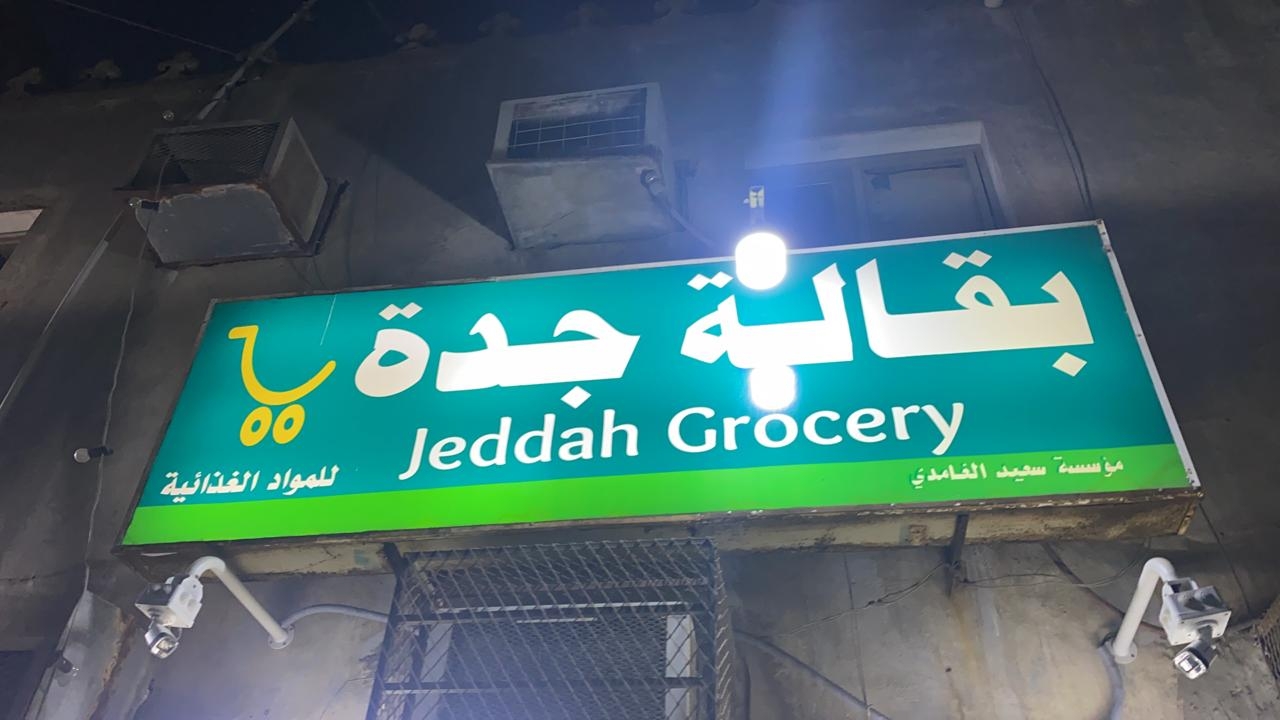 بقالة جدة
Jeddah Grocery
مؤسسة سعيد الغامدي
للمواد الغذائية